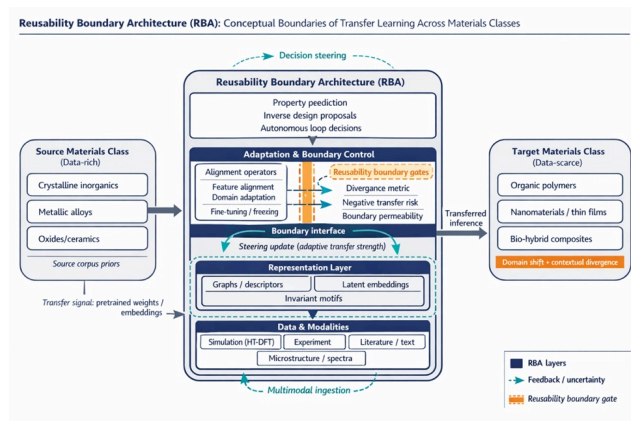 Reusability Boundary Architecture (RBA): Conceptual Boundaries of Transfer Learning Across Materials Classes
Decision steering
Reusability Boundary Architecture (RBA)
Property peediction
Inverse design proposals
Autonomous loop decisions
Source Materials Class
(Data-rich)
Crystalline inorganics
Metallic alloys
Oxides/ceramics
Source corpus priors
Transfer signal: pretrained weights /
embeddings
Adaptation & Boundary Control
Alignment operators
Feature alignment
Domain adaptation
Fine-tuning / freezing
Reusability boundary gates
Divargance metric
Negative transfer risk
Boundary permeability
Boundary interface
Steering update (adaptive transfer strength)
Representation Layer
Graphs / descriptors
Latent embeddings
Invariant motifs
Data & Modalities
Simulation (HT-DFT)
Experiment
Literature / text
Microstructure / spectra
Multimodal ingestion
Transferred
inference
Target Materials Class
(Data-scarce)
Organic polymers
Nanomaterials / thin films
Bio-hybrid composites
Domain shift + contextual divergence
RBA layers
Feedback / uncertainty
Reusability boundary gate